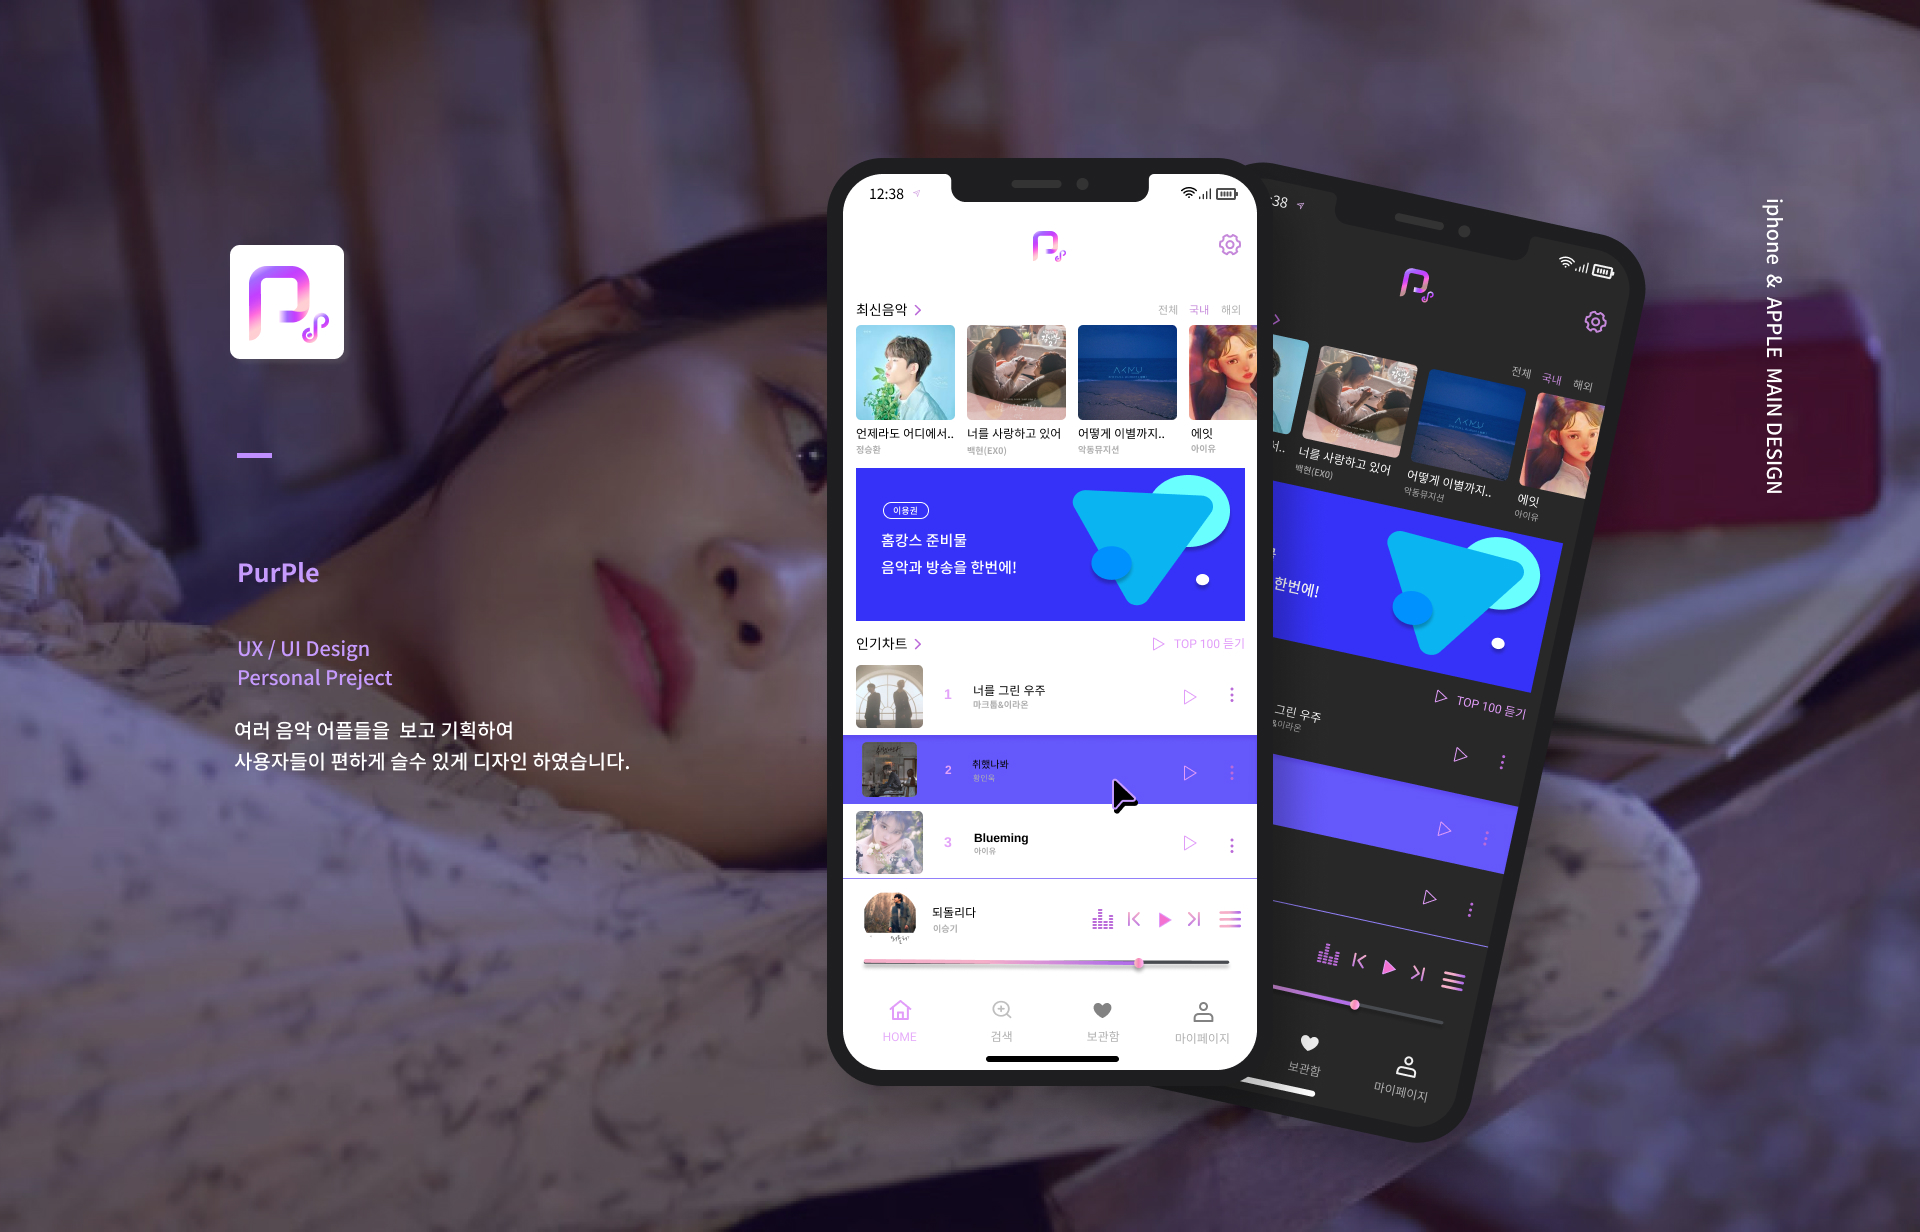 PurPle
UX / UI Design
Personal Preject
여러 음악 어플들을 보고 기획하여
사용자들이 편하게 슬수 있게 디자인 하였습니다.
12:38
최신음악
전체 국내 해외
언제라도 어디에서..
정승환
너를 사랑하고 있어
백현(EXO)
어떻게 이별까지..
악동뮤지션
에잇
아이유
이용권
홈캉스 준비물
음악과 방송을 한번에!
인기차트
TOP 100 듣기
1
너를 그린 우주
마크툽&이라온
2
취했나봐
황인욱
3
Blueming
아이유
되돌리다
이승기
HOME
검색
보관함
마이페이지
:38
전체 국내 해외
서..
너를 사랑하고 있어
백현(EXO)
어떻게 이별까지..
악동뮤지션
에잇
아이유
한번에!
TOP 100 듣기
그린 우주
&이라온
보관함
마이페이지
iphone & APPLE MAIN DESIGN